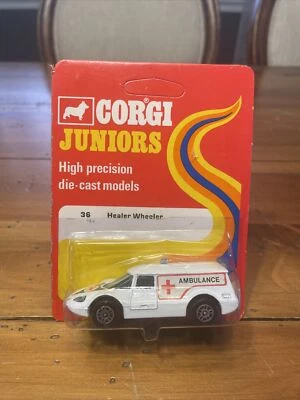 CORGI®
JUNIORS
High precision
die-cast models
36 Healer Wheeler
AMBULANCE